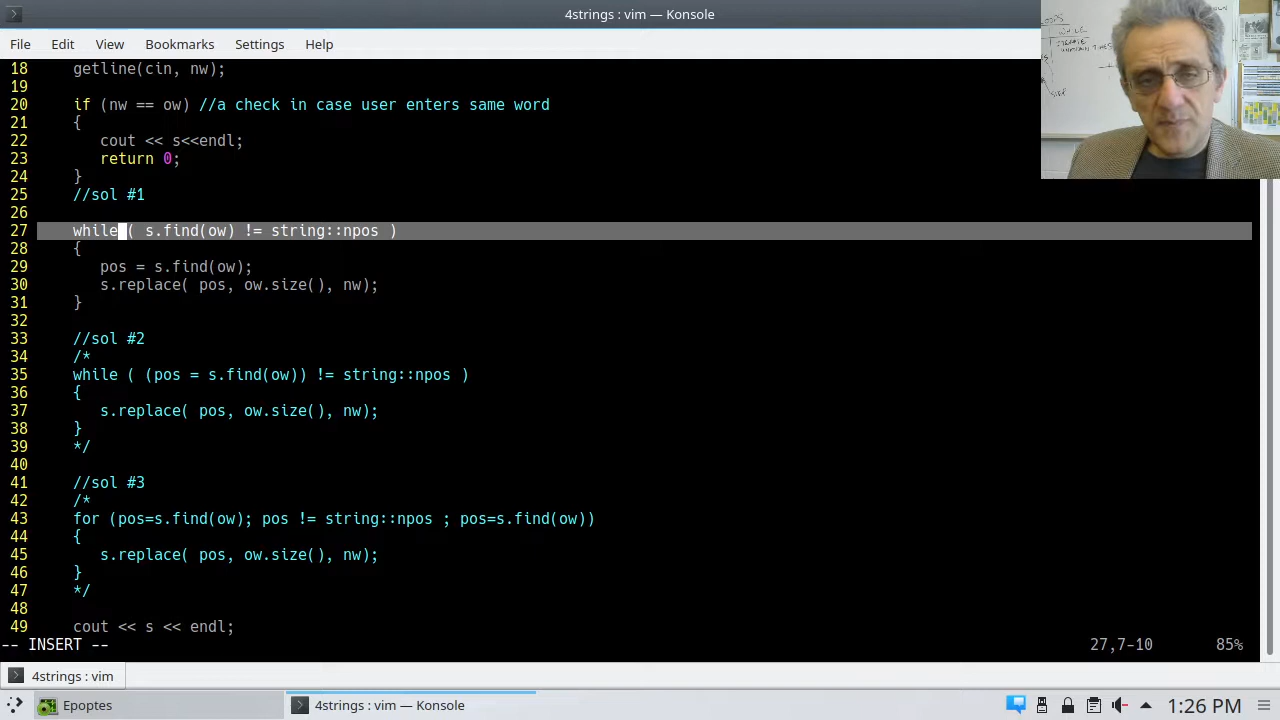 4strings : vim — Konsole
File Edit View Bookmarks Settings Help
18 getline(cin, nw);
19
20 if (nw == ow) //a check in case user enters same word
21 {
22 cout << s<<endl;
23 return 0;
24 }
25 //sol #1
26
27 while ( s.find(ow) != string::npos )
28 {
29 pos = s.find(ow);
30 s.replace( pos, ow.size(), nw);
31 }
32
33 //sol #2
34 /*
35 while ( (pos = s.find(ow)) != string::npos )
36 {
37 s.replace( pos, ow.size(), nw);
38 }
39 */
40
41 //sol #3
42 /*
43 for (pos=s.find(ow); pos != string::npos ; pos=s.find(ow))
44 {
45 s.replace( pos, ow.size(), nw);
46 }
47 */
48
49 cout << s << endl;
-- INSERT -- 27,7-10 85%
4strings : vim
Epoptes 4strings : vim — Konsole 1:26 PM